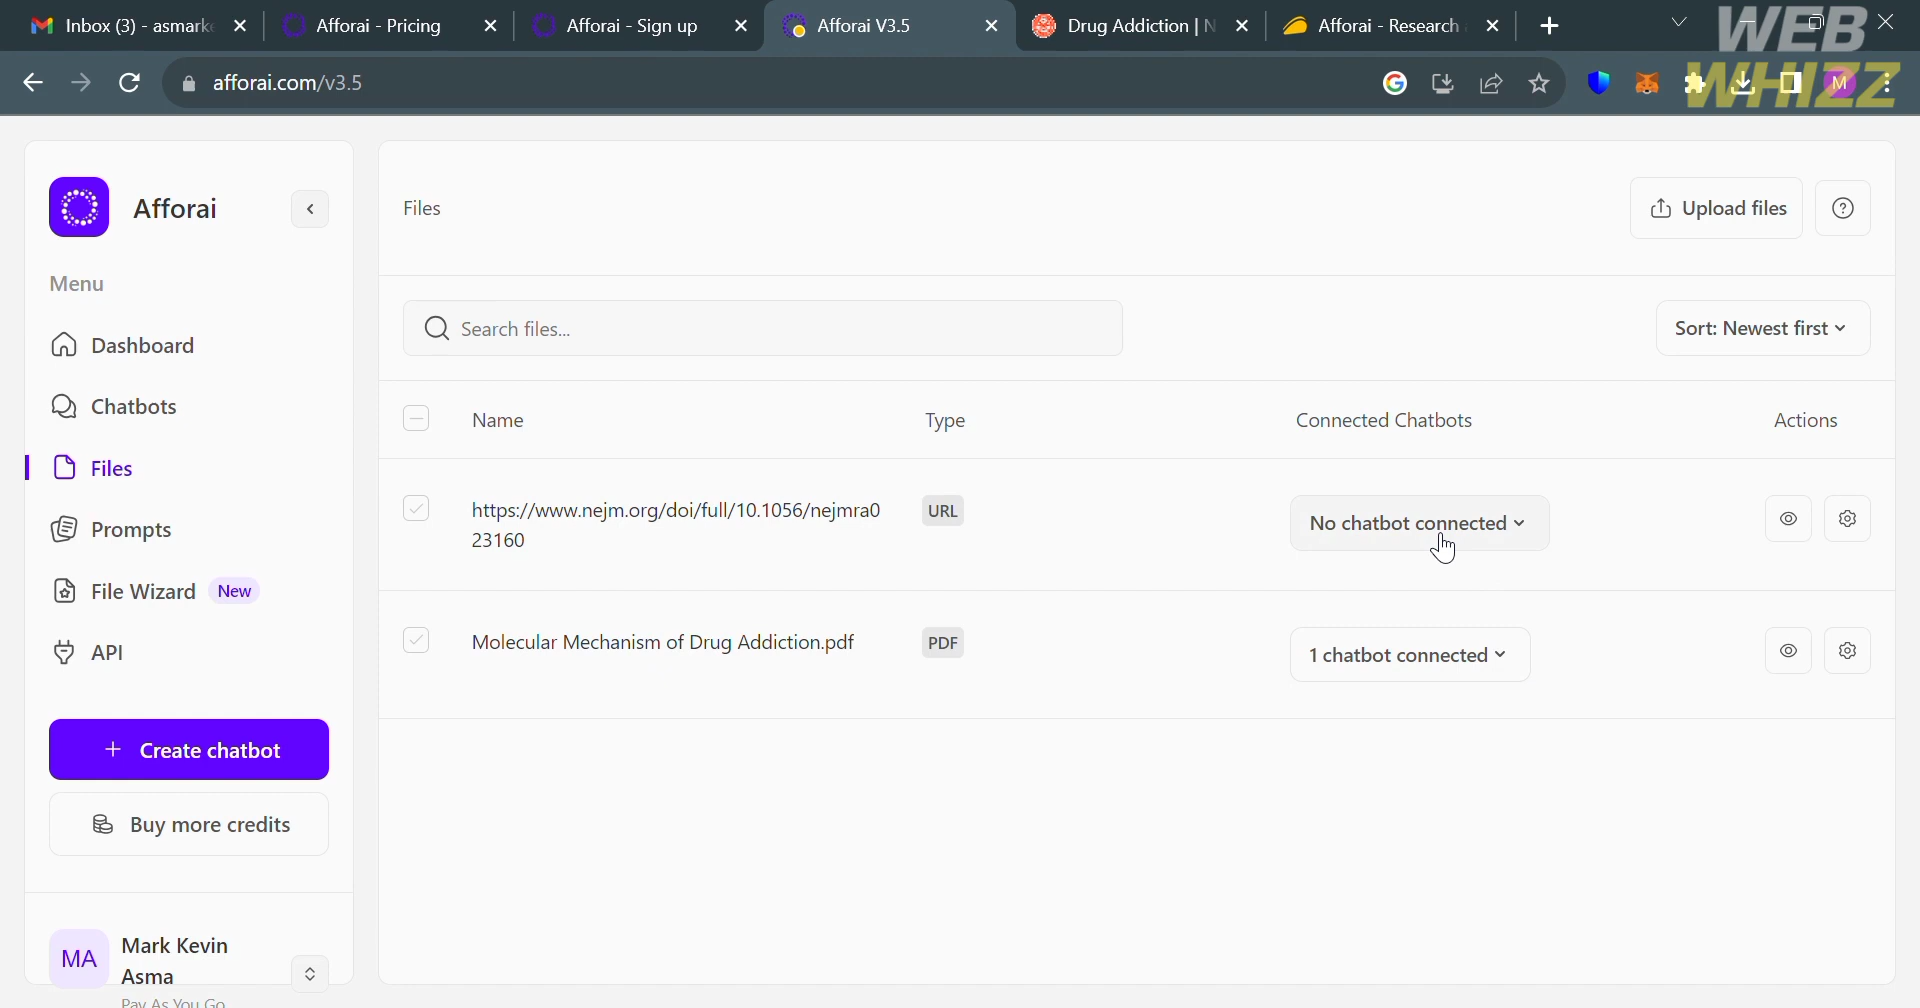 Inbox (3) - asmark
Afforai - Pricing
Afforai - Sign up
Afforai V3.5
Drug Addiction | N
Afforai - Research
WEB
WHIZZ
afforai.com/v3.5
M
Afforai
Files
Upload files
Menu
Search files...
Sort: Newest first
Dashboard
Chatbots
Files
Prompts
File Wizard New
API
Create chatbot
Buy more credits
MA
Mark Kevin
Asma
Pay As You Go
Name
Type
Connected Chatbots
Actions
https://www.nejm.org/doi/full/10.1056/nejmra0
23160
URL
No chatbot connected
Molecular Mechanism of Drug Addiction.pdf
PDF
1 chatbot connected